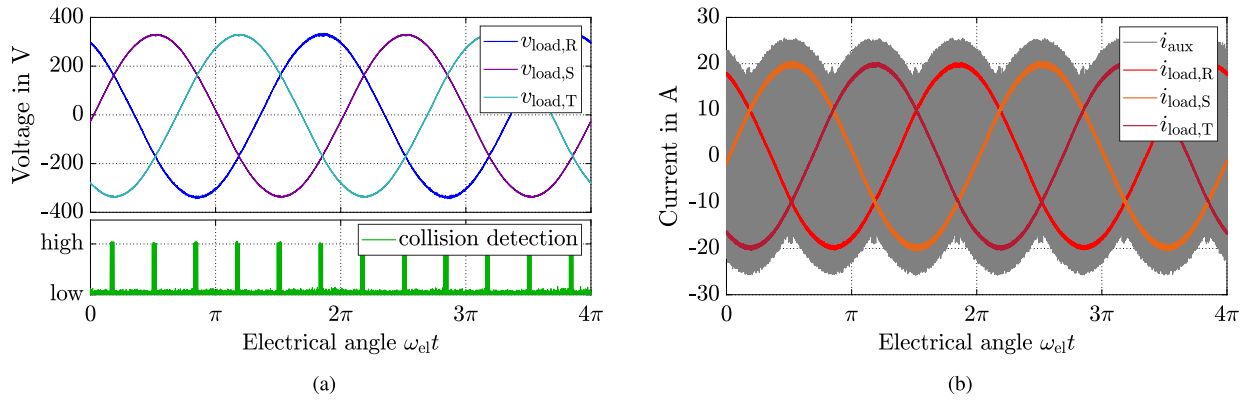 Voltage in V
400
200
0
-200
-400
v_load,R
v_load,S
v_load,T
high
low
collision detection
0 π 2π 3π 4π
Electrical angle ω_el t
(a)
Current in A
30
20
10
0
-10
-20
-30
i_aux
i_load,R
i_load,S
i_load,T
0 π 2π 3π 4π
Electrical angle ω_el t
(b)